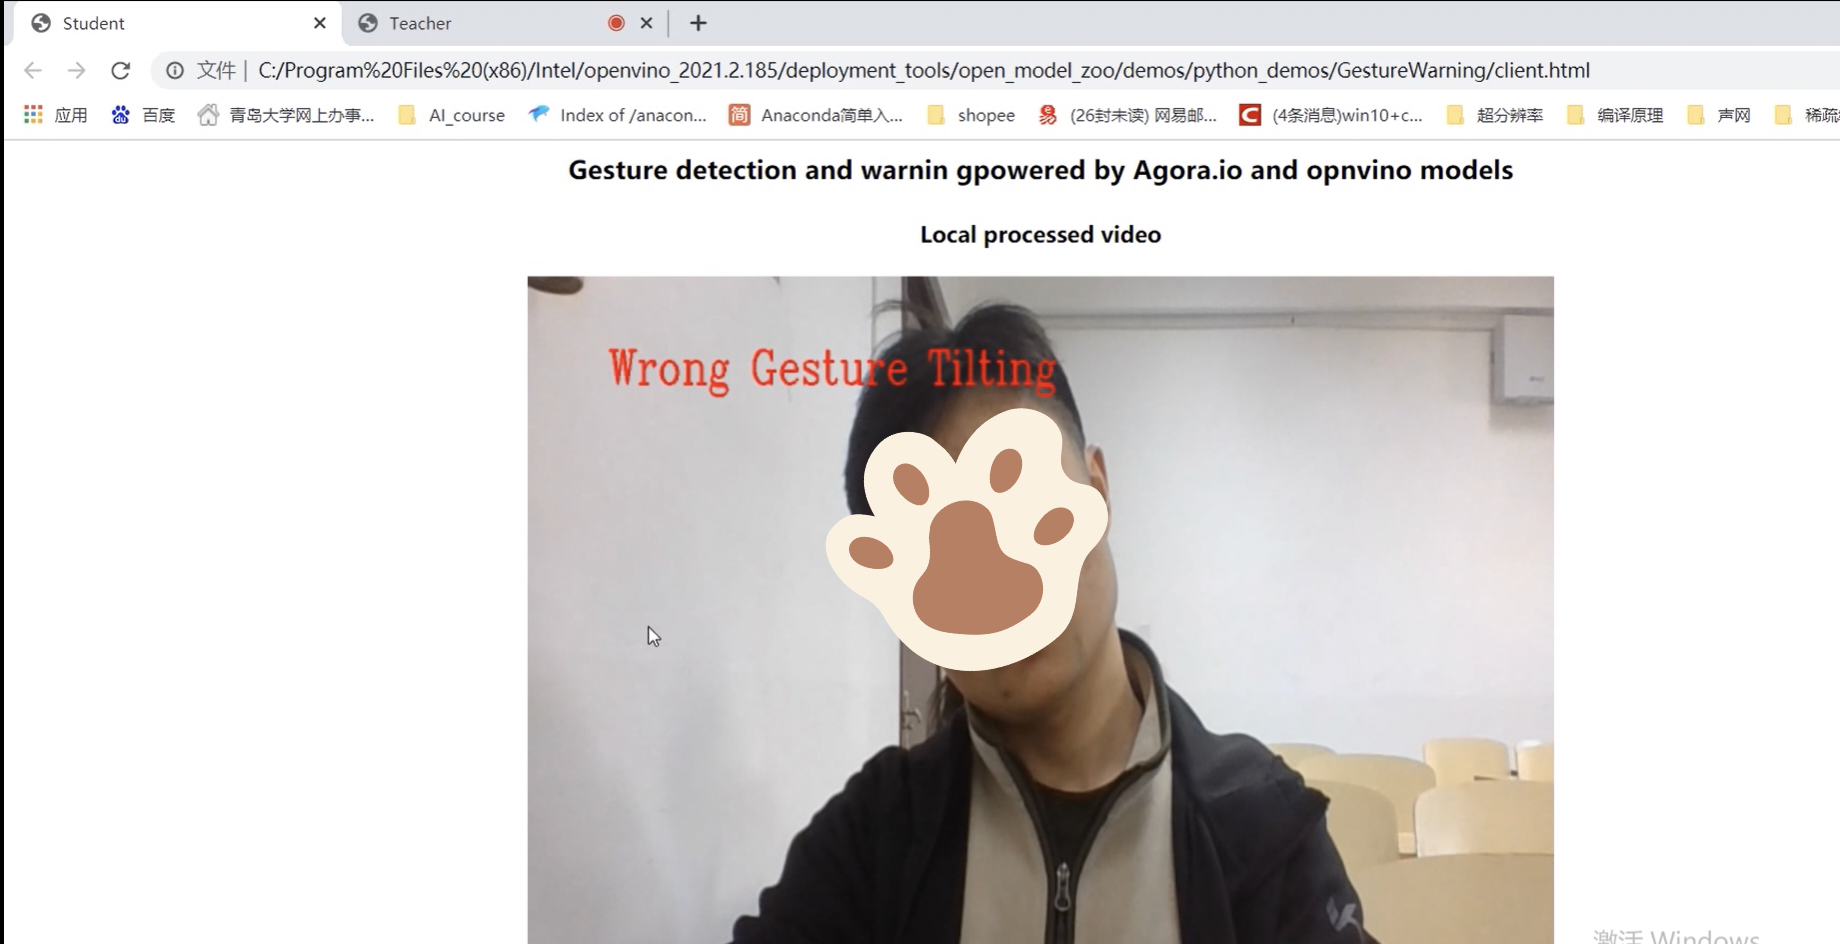 Student
Teacher
文件 | C:/Program%20Files%20(x86)/Intel/openvino_2021.2.185/deployment_tools/open_model_zoo/demos/python_demos/GestureWarning/client.html
应用 百度 青岛大学网上办事... AI_course Index of /anacon... 简 Anaconda简单入... shopee (26封未读) 网易邮... C (4条消息)win10+c... 超分辨率 编译原理 声网 稀疏
Gesture detection and warnin gpowered by Agora.io and opnvino models
Local processed video
Wrong Gesture Tilting
激活 Windows